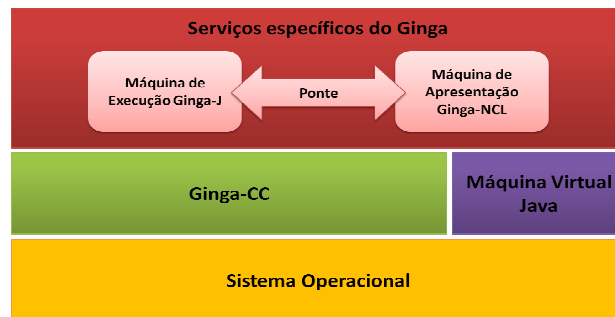 Serviços específicos do Ginga
Máquina de
Execução Ginga-J
Ponte
Máquina de
Apresentação
Ginga-NCL
Ginga-CC
Máquina Virtual
Java
Sistema Operacional